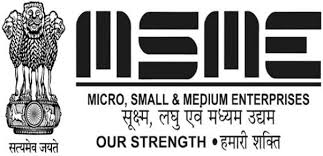 MSME
MICRO, SMALL & MEDIUM ENTERPRISES
सूक्ष्म, लघु एवं मध्यम उद्यम
OUR STRENGTH • हमारी शक्ति
सत्यमेव जयते